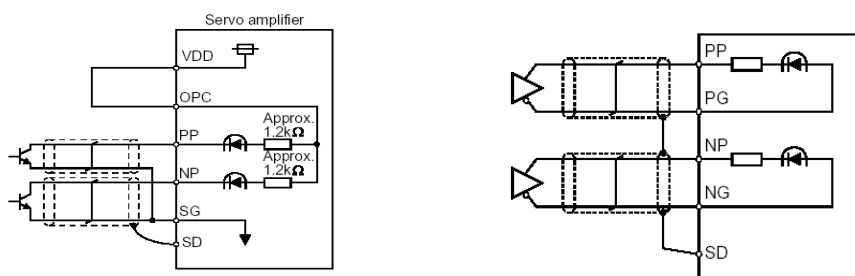 Servo amplifier
VDD
OPC
Approx.
1.2kΩ
PP
Approx.
1.2kΩ
NP
SG
SD
PP
PG
NP
NG
SD